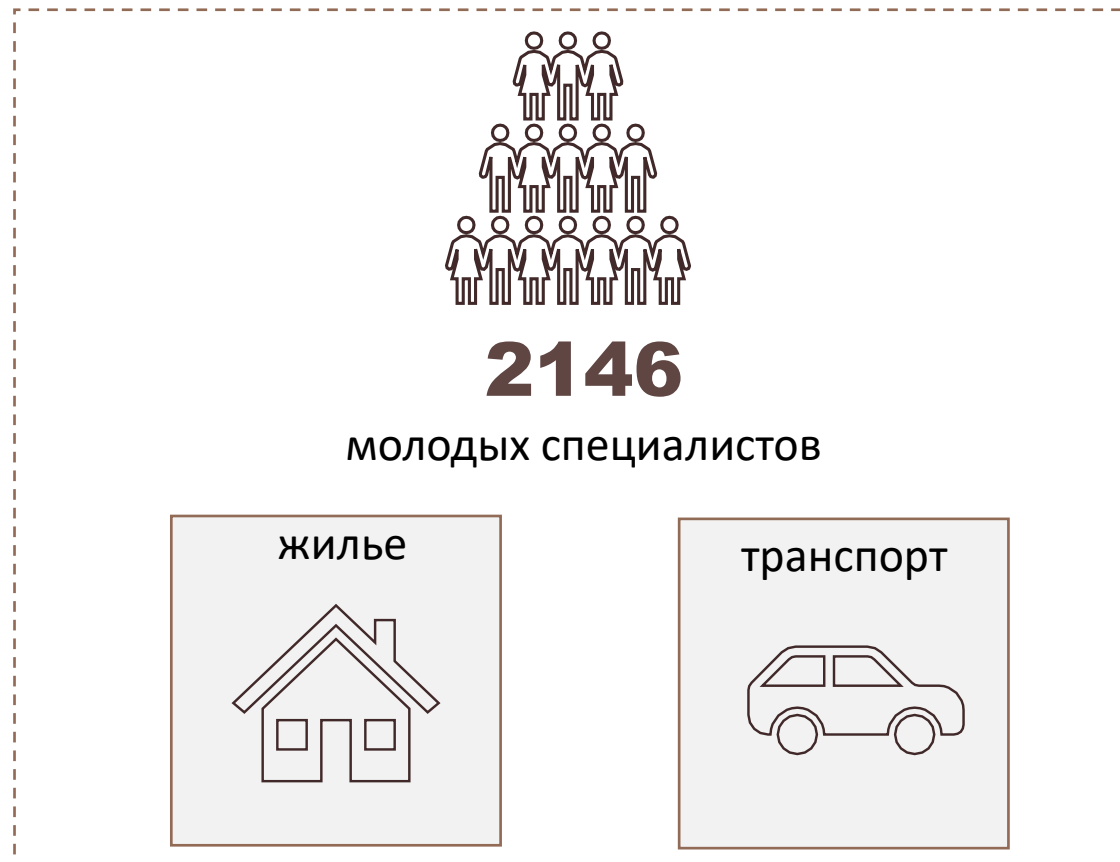 2146
молодых специалистов
жилье
транспорт